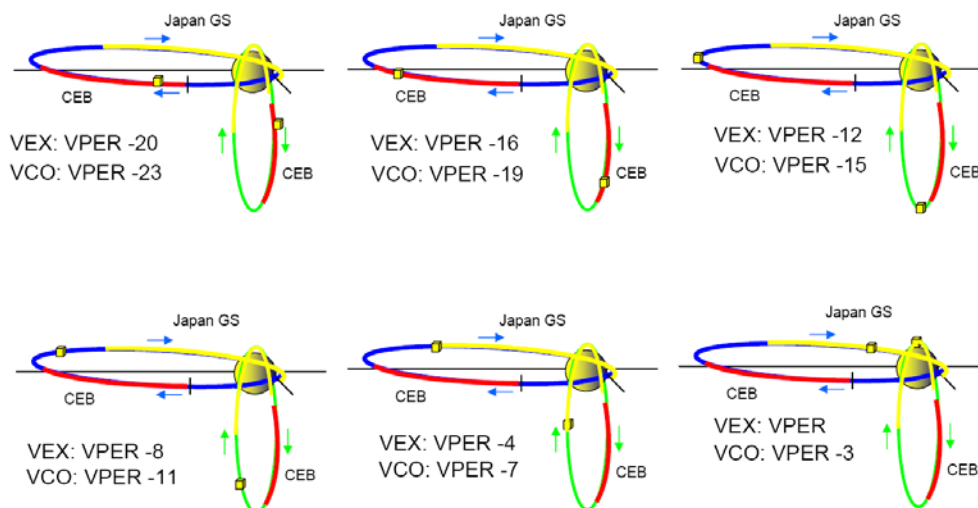 Japan GS
CEB
CEB
VEX: VPER -20
VCO: VPER -23
Japan GS
CEB
CEB
VEX: VPER -16
VCO: VPER -19
Japan GS
CEB
CEB
VEX: VPER -12
VCO: VPER -15
Japan GS
CEB
CEB
VEX: VPER -8
VCO: VPER -11
Japan GS
CEB
CEB
VEX: VPER -4
VCO: VPER -7
Japan GS
CEB
CEB
VEX: VPER
VCO: VPER -3